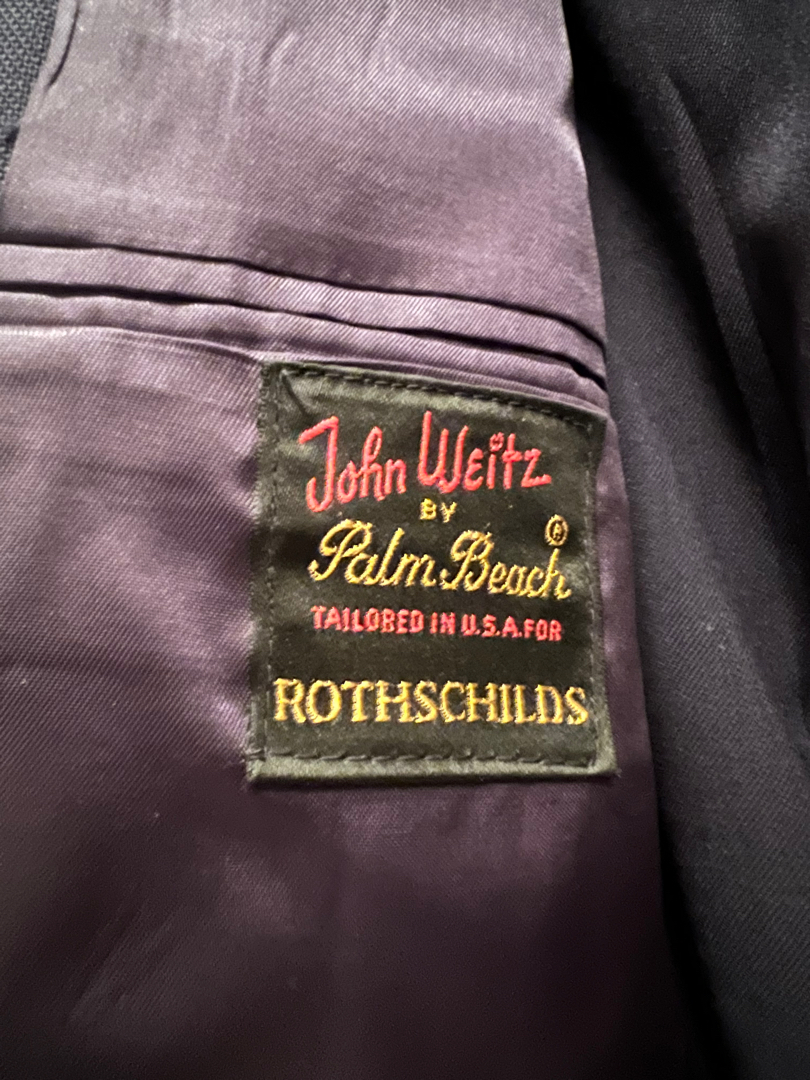 John Weitz
BY
Palm Beach ®
TAILORED IN U.S.A. FOR
ROTHSCHILDS